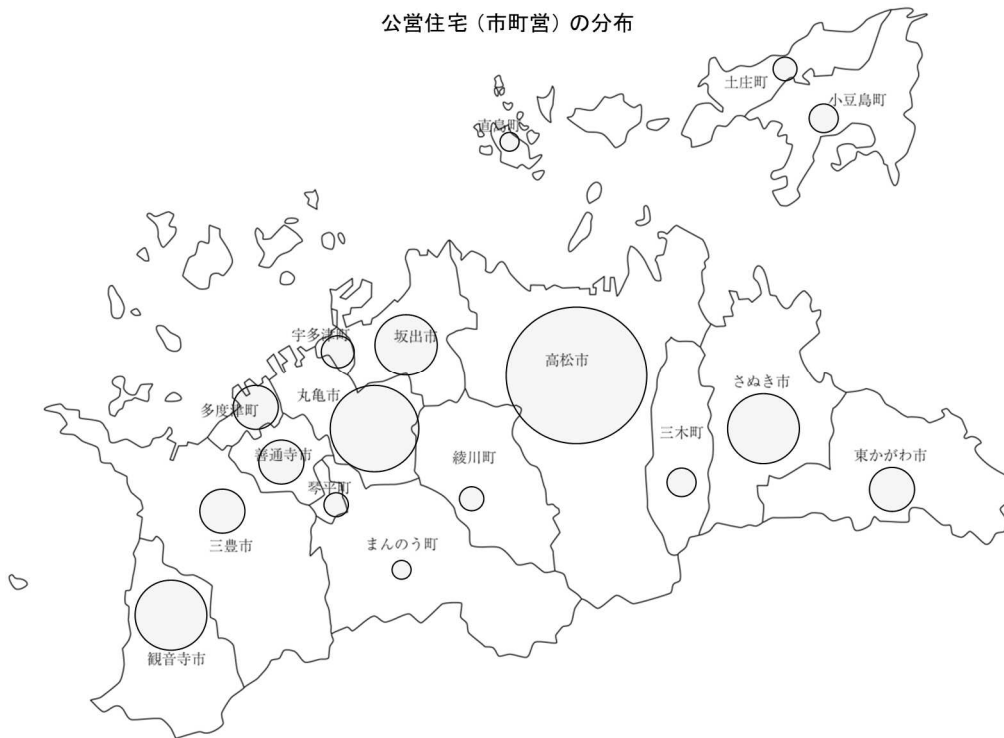 公営住宅（市町営）の分布
土庄町
小豆島町
直島町
宇多津町
坂出市
高松市
さぬき市
丸亀市
多度津町
三木町
善通寺市
綾川町
東かがわ市
琴平町
三豊市
まんのう町
観音寺市